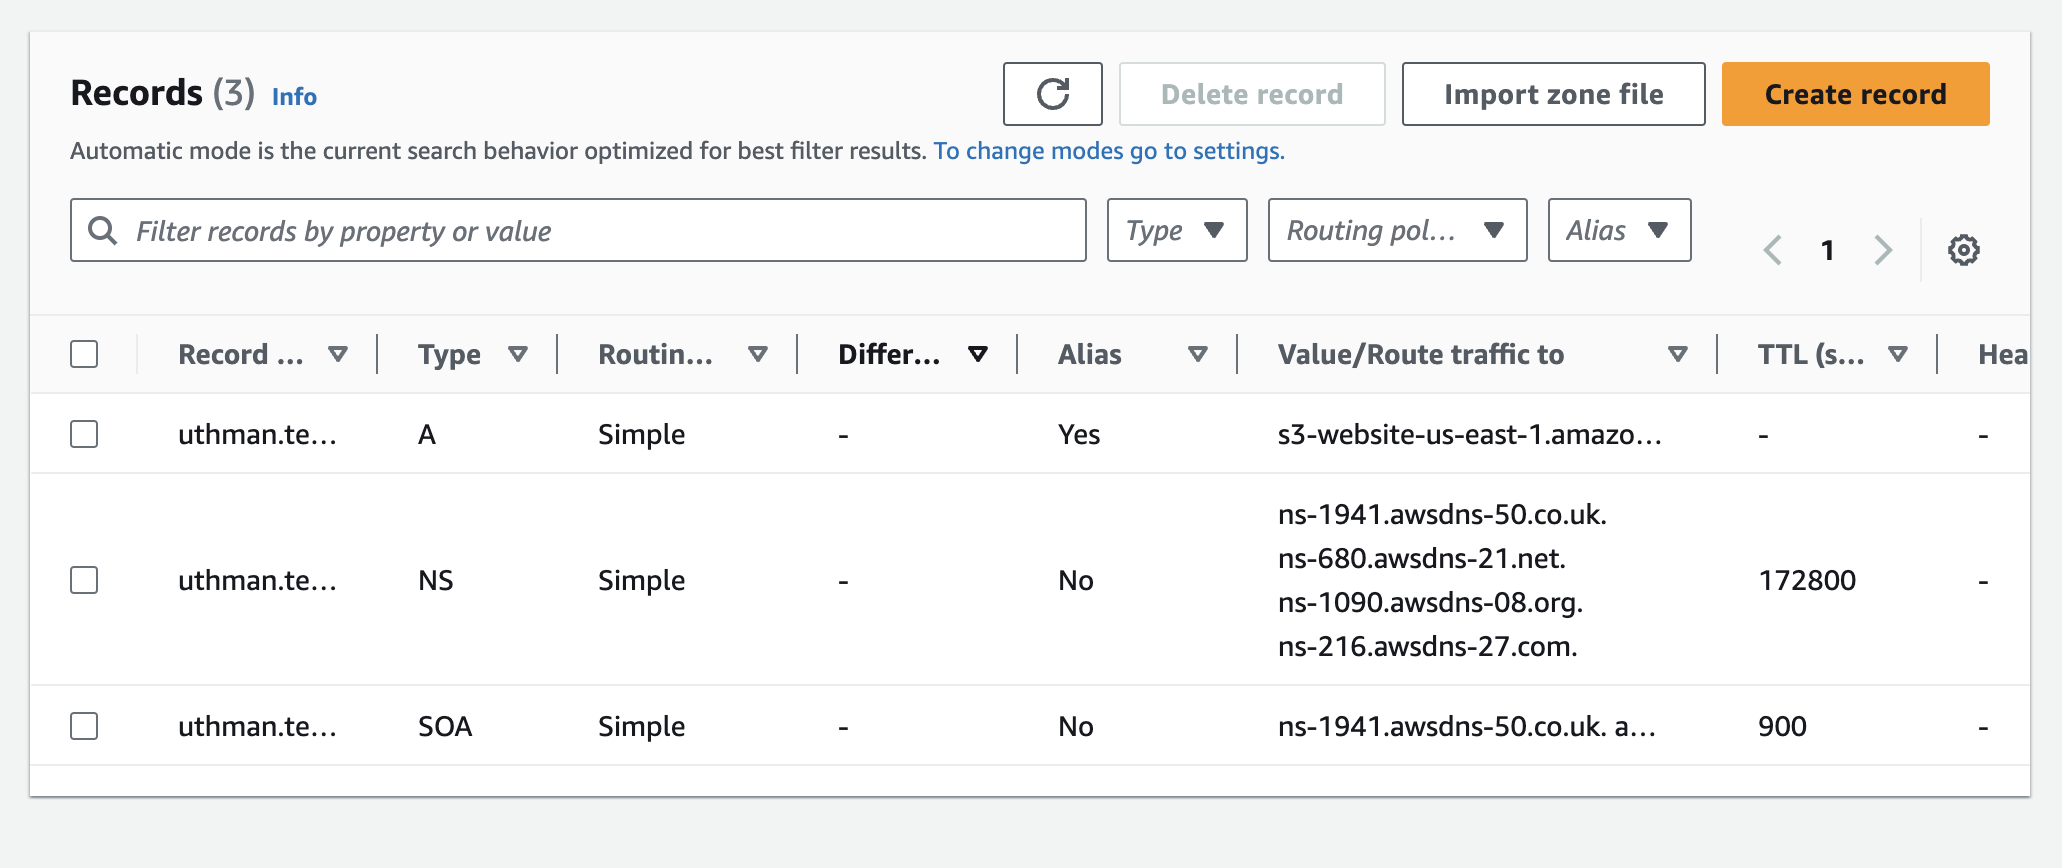 Records (3) Info
Delete record
Import zone file
Create record
Automatic mode is the current search behavior optimized for best filter results. To change modes go to settings.
Filter records by property or value
Type
Routing pol...
Alias
1
Record ... Type Routin... Differ... Alias Value/Route traffic to TTL (s... Hea
uthman.te... A Simple - Yes s3-website-us-east-1.amazo... - -
uthman.te... NS Simple - No ns-1941.awsdns-50.co.uk.
ns-680.awsdns-21.net.
ns-1090.awsdns-08.org.
ns-216.awsdns-27.com.
172800 -
uthman.te... SOA Simple - No ns-1941.awsdns-50.co.uk. a... 900 -